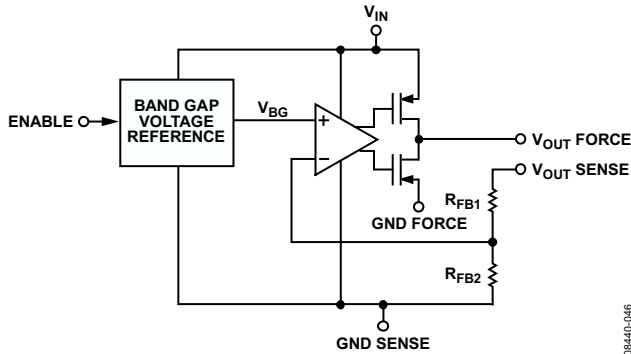 V_IN
BAND GAP
VOLTAGE
REFERENCE
ENABLE
V_BG
+
−
V_OUT FORCE
V_OUT SENSE
R_FB1
GND FORCE
R_FB2
GND SENSE
08440-046